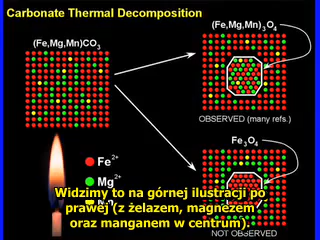 Carbonate Thermal Decomposition
(Fe,Mg,Mn)₃O₄
(Fe,Mg,Mn)CO₃
OBSERVED (many refs.)
Fe₃O₄
Fe²⁺
Mg²⁺
Widzimy to na górnej ilustracji po
prawej (z żelazem, magnezem
oraz manganem w centrum).
NOT OBSERVED